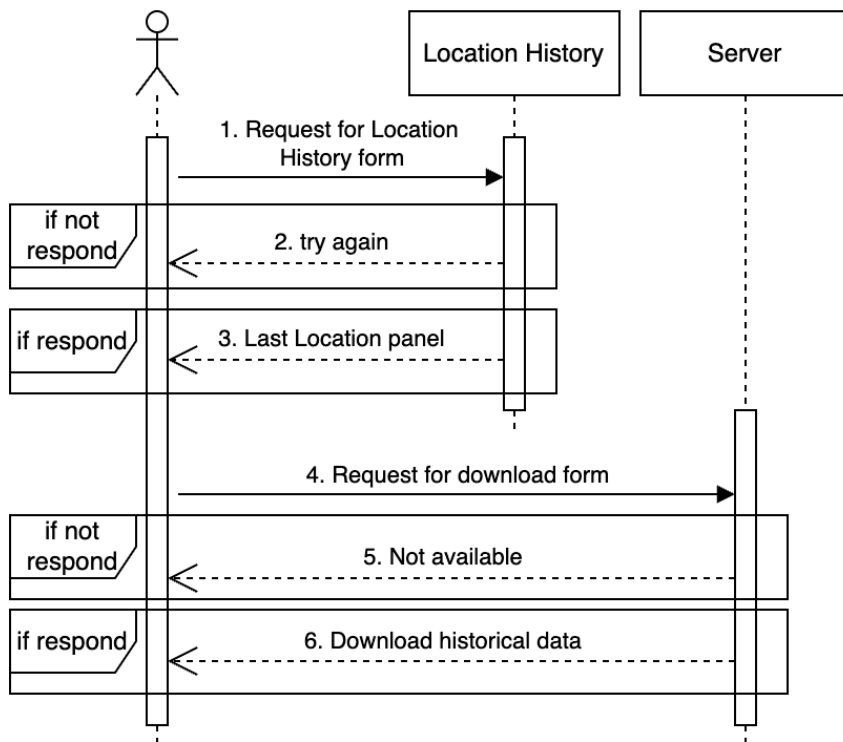 Location History
Server
1. Request for Location
History form
if not
respond
2. try again
if respond
3. Last Location panel
4. Request for download form
if not
respond
5. Not available
if respond
6. Download historical data